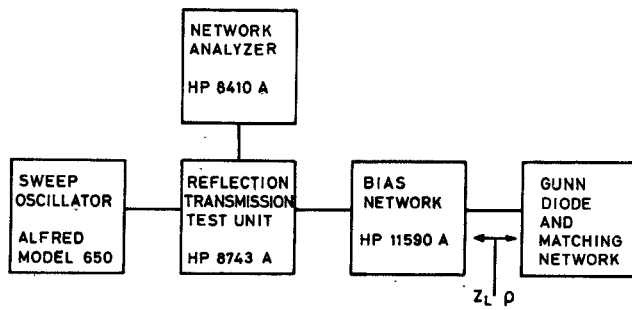 NETWORK
ANALYZER
HP 8410 A
SWEEP
OSCILLATOR
ALFRED
MODEL 650
REFLECTION
TRANSMISSION
TEST UNIT
HP 8743 A
BIAS
NETWORK
HP 11590 A
GUNN
DIODE
AND
MATCHING
NETWORK
Z_L ρ